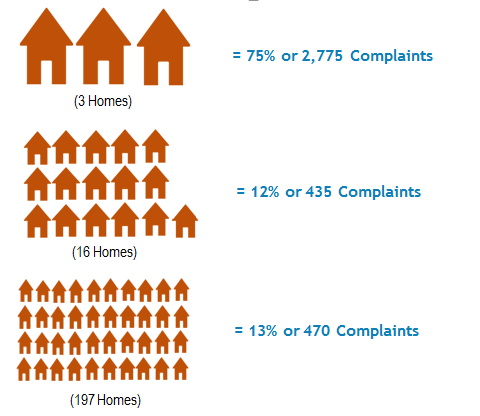 = 75% or 2,775 Complaints
(3 Homes)
= 12% or 435 Complaints
(16 Homes)
= 13% or 470 Complaints
(197 Homes)